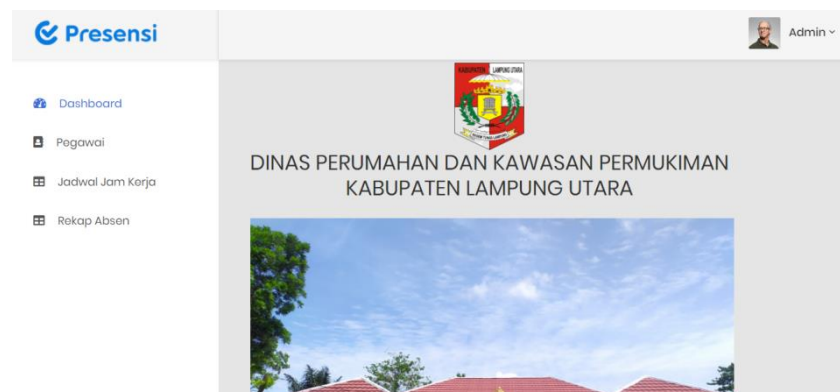 Presensi
Admin
Dashboard
Pegawai
Jadwal Jam Kerja
Rekap Absen
KABUPATEN LAMPUNG UTARA
DINAS PERUMAHAN DAN KAWASAN PERMUKIMAN
KABUPATEN LAMPUNG UTARA